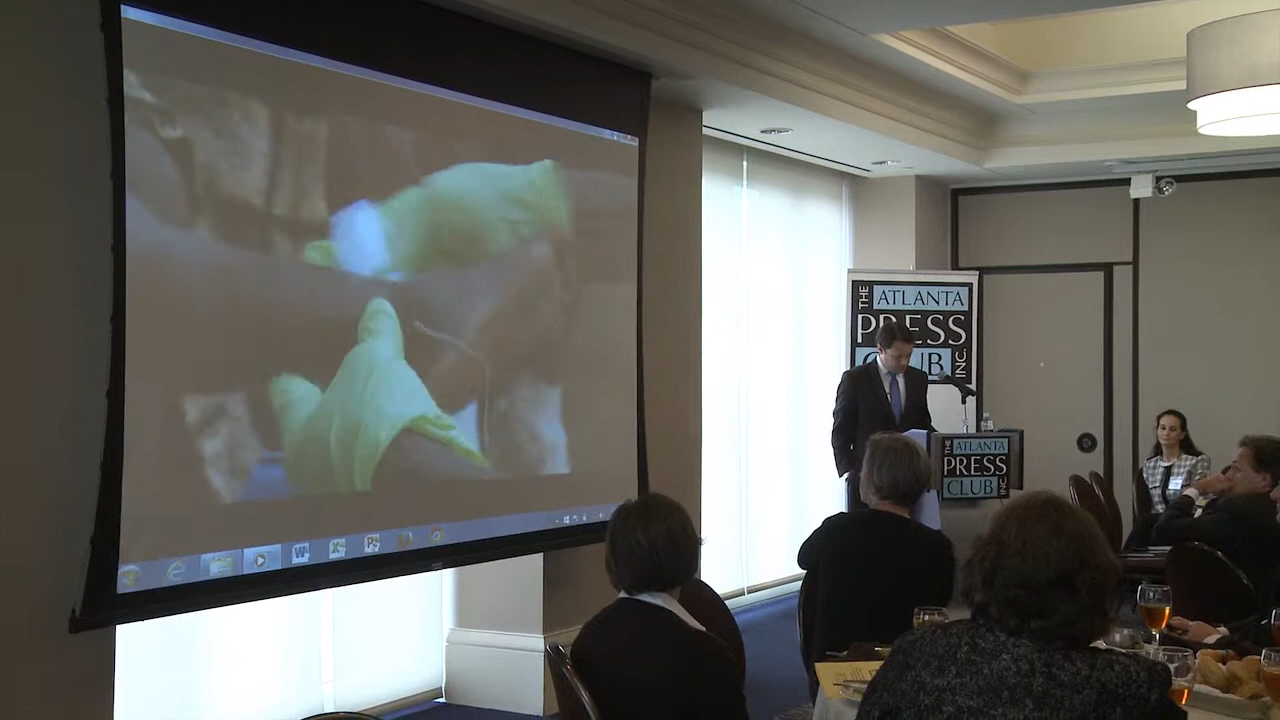 THE
ATLANTA
PRESS
CLUB
INC.
THE
ATLANTA
PRESS
CLUB
INC.
W
X
P